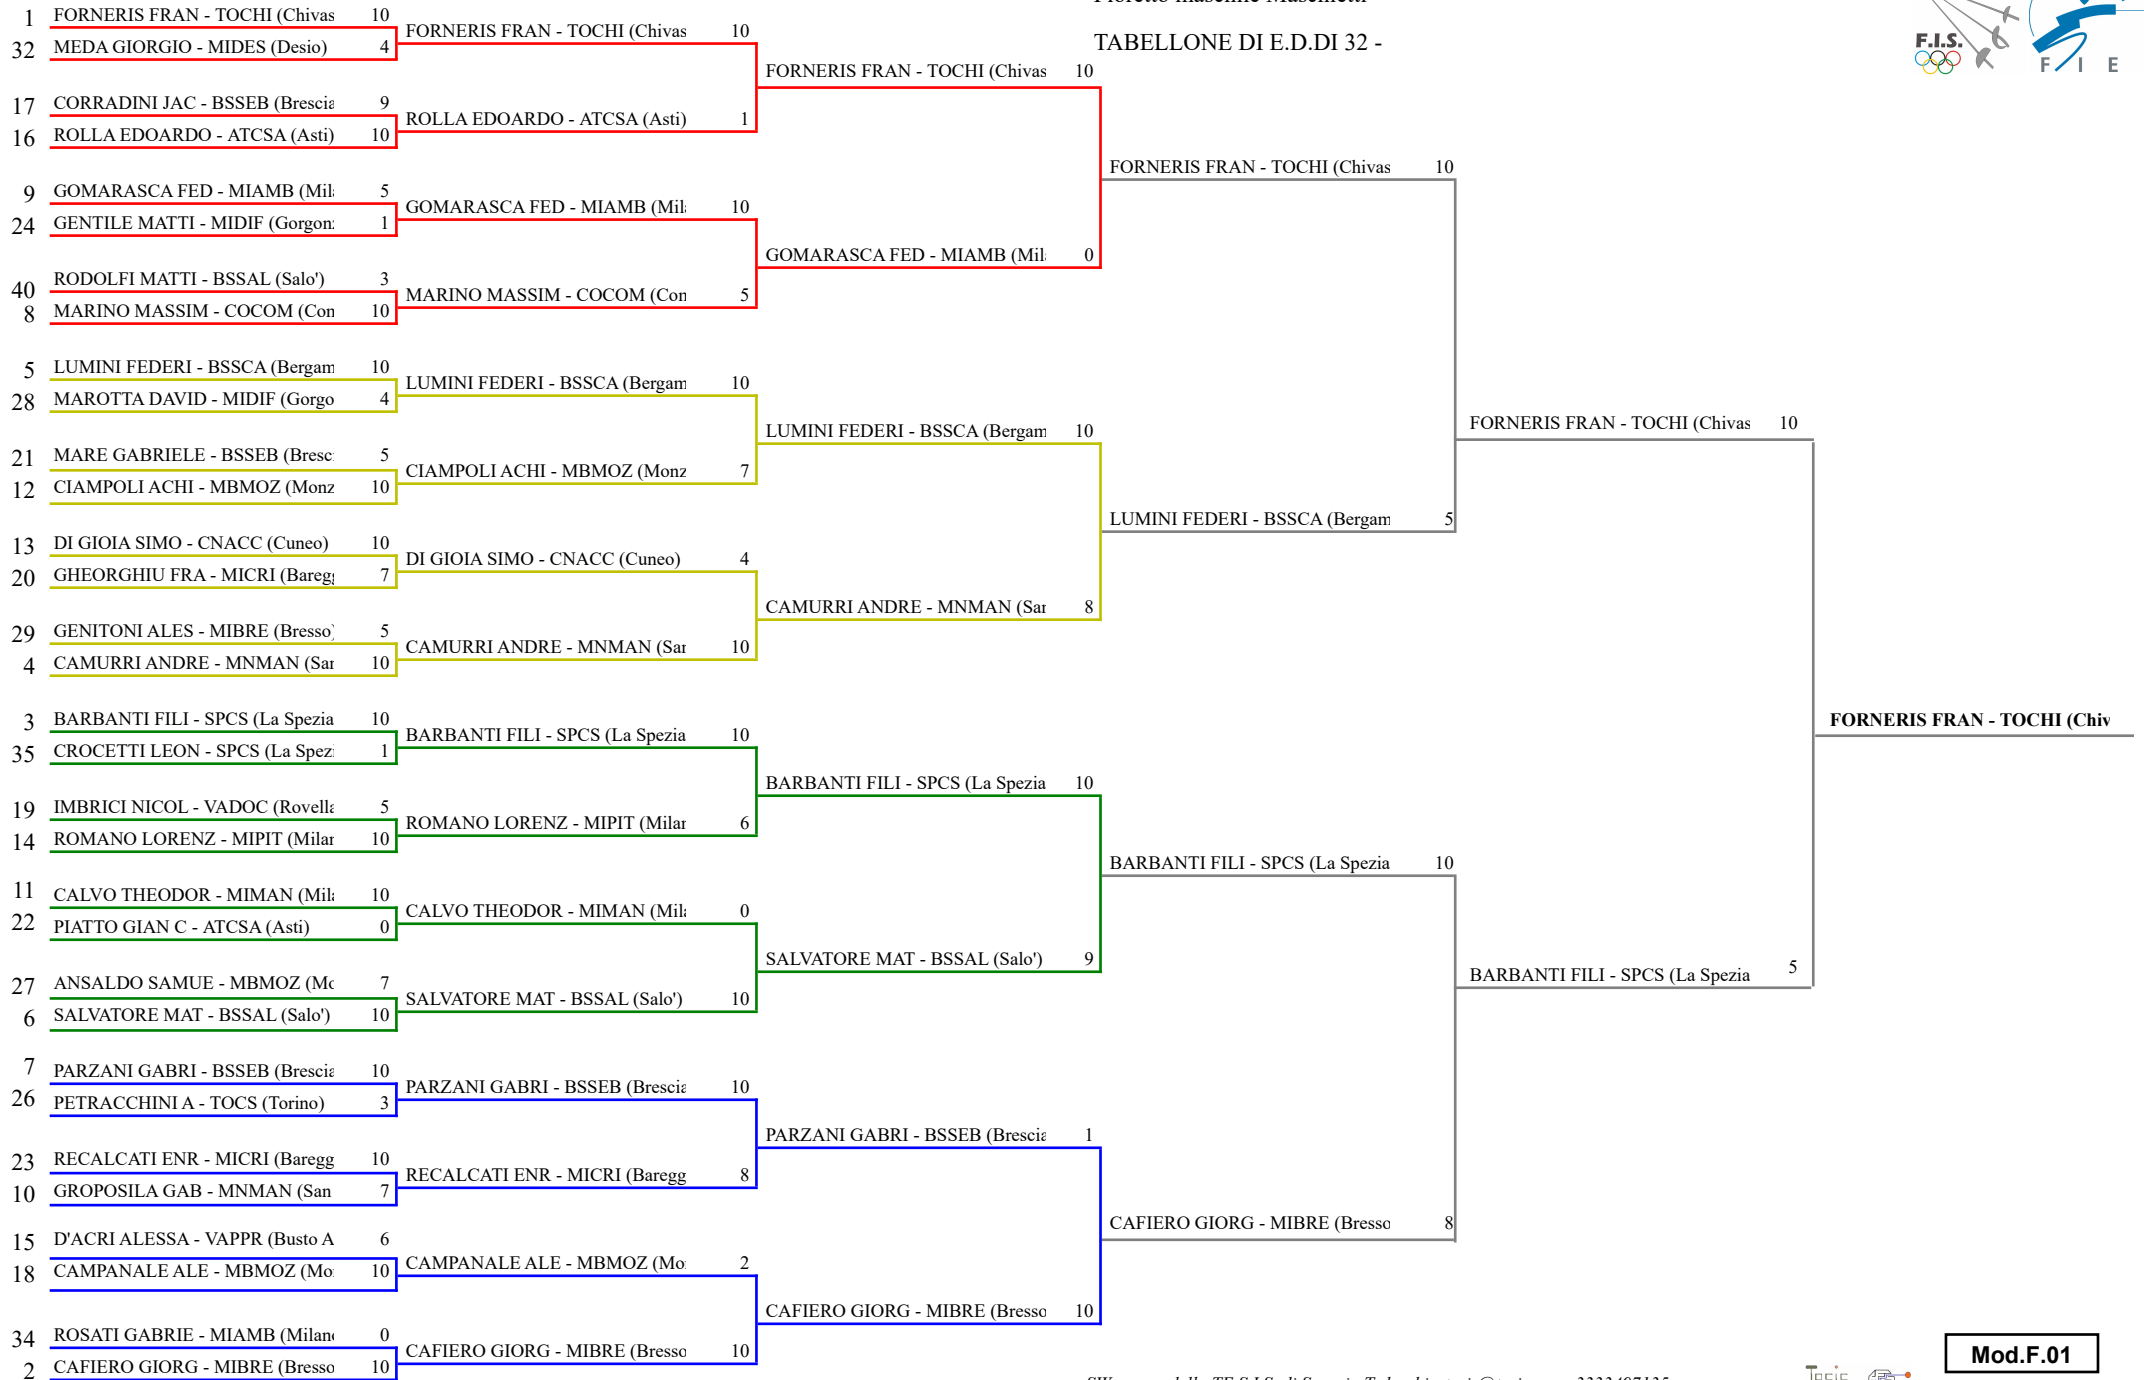 TABELLONE DI E.D.DI 32 -
F.I.S.
F I E
1 FORNERIS FRAN - TOCHI (Chivas 10
32 MEDA GIORGIO - MIDES (Desio) 4
17 CORRADINI JAC - BSSEB (Brescia 9
16 ROLLA EDOARDO - ATCSA (Asti) 10
9 GOMARASCA FED - MIAMB (Mil 5
24 GENTILE MATTI - MIDIF (Gorgon 1
40 RODOLFI MATTI - BSSAL (Salo') 3
8 MARINO MASSIM - COCOM (Com 10
5 LUMINI FEDERI - BSSCA (Bergam 10
28 MAROTTA DAVID - MIDIF (Gorgo 4
21 MARE GABRIELE - BSSEB (Bresc 5
12 CIAMPOLI ACHI - MBMOZ (Monz 10
13 DI GIOIA SIMO - CNACC (Cuneo) 10
20 GHEORGHIU FRA - MICRI (Bareg 7
29 GENITONI ALES - MIBRE (Bresso) 5
4 CAMURRI ANDRE - MNMAN (San 10
3 BARBANTI FILI - SPCS (La Spezia 10
35 CROCETTI LEON - SPCS (La Spezi 1
19 IMBRICI NICOL - VADOC (Rovella 5
14 ROMANO LORENZ - MIPIT (Milan 10
11 CALVO THEODOR - MIMAN (Mila 10
22 PIATTO GIAN C - ATCSA (Asti) 0
27 ANSALDO SAMUE - MBMOZ (Mo 7
6 SALVATORE MAT - BSSAL (Salo') 10
7 PARZANI GABRI - BSSEB (Brescia 10
26 PETRACCHINI A - TOCS (Torino) 3
23 RECALCATI ENR - MICRI (Baregg 10
10 GROPOSILA GAB - MNMAN (San 7
15 D'ACRI ALESSA - VAPPR (Busto A 6
18 CAMPANALE ALE - MBMOZ (Mo 10
34 ROSATI GABRIE - MIAMB (Milan 0
2 CAFIERO GIORG - MIBRE (Bresso 10
FORNERIS FRAN - TOCHI (Chivas 10
ROLLA EDOARDO - ATCSA (Asti) 1
GOMARASCA FED - MIAMB (Mil 10
MARINO MASSIM - COCOM (Com 5
LUMINI FEDERI - BSSCA (Bergam 10
CIAMPOLI ACHI - MBMOZ (Monz 7
DI GIOIA SIMO - CNACC (Cuneo) 4
CAMURRI ANDRE - MNMAN (San 10
BARBANTI FILI - SPCS (La Spezia 10
ROMANO LORENZ - MIPIT (Milan 6
CALVO THEODOR - MIMAN (Mila 0
SALVATORE MAT - BSSAL (Salo') 10
PARZANI GABRI - BSSEB (Brescia 10
RECALCATI ENR - MICRI (Baregg 8
CAMPANALE ALE - MBMOZ (Mo 2
CAFIERO GIORG - MIBRE (Bresso 10
FORNERIS FRAN - TOCHI (Chivas 10
GOMARASCA FED - MIAMB (Mil 0
LUMINI FEDERI - BSSCA (Bergam 10
CAMURRI ANDRE - MNMAN (San 8
BARBANTI FILI - SPCS (La Spezia 10
SALVATORE MAT - BSSAL (Salo') 9
PARZANI GABRI - BSSEB (Brescia 1
CAFIERO GIORG - MIBRE (Bresso 10
FORNERIS FRAN - TOCHI (Chivas 10
LUMINI FEDERI - BSSCA (Bergam 5
BARBANTI FILI - SPCS (La Spezia 10
CAFIERO GIORG - MIBRE (Bresso 8
FORNERIS FRAN - TOCHI (Chivas 10
BARBANTI FILI - SPCS (La Spezia 5
FORNERIS FRAN - TOCHI (Chiv
Mod.F.01